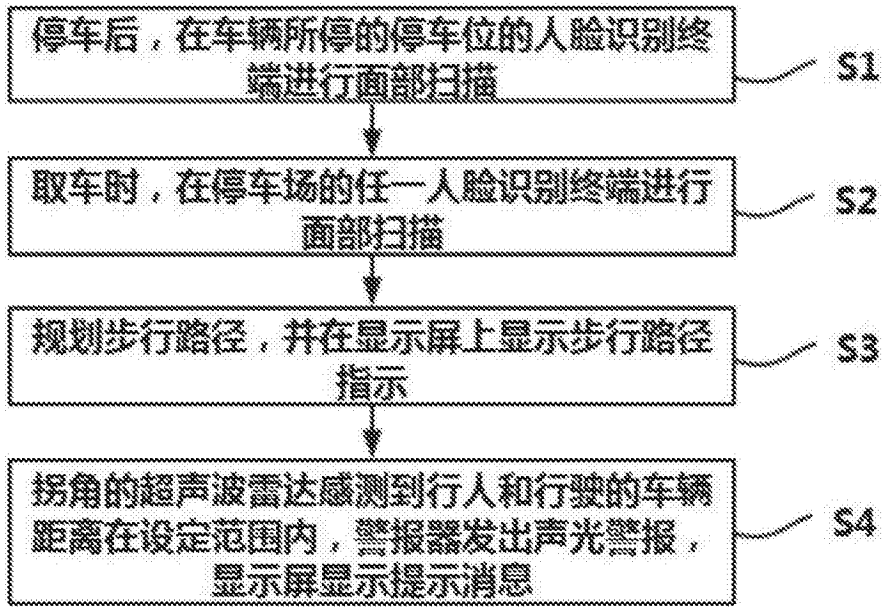 停车后，在车辆所停的停车位的人脸识别终
端进行面部扫描
S1
取车时，在停车场的任一人脸识别终端进行
面部扫描
S2
规划步行路径，并在显示屏上显示步行路径
指示
S3
拐角的超声波雷达感测到行人和行驶的车辆
距离在设定范围内，警报器发出声光警报，
显示屏显示提示消息
S4